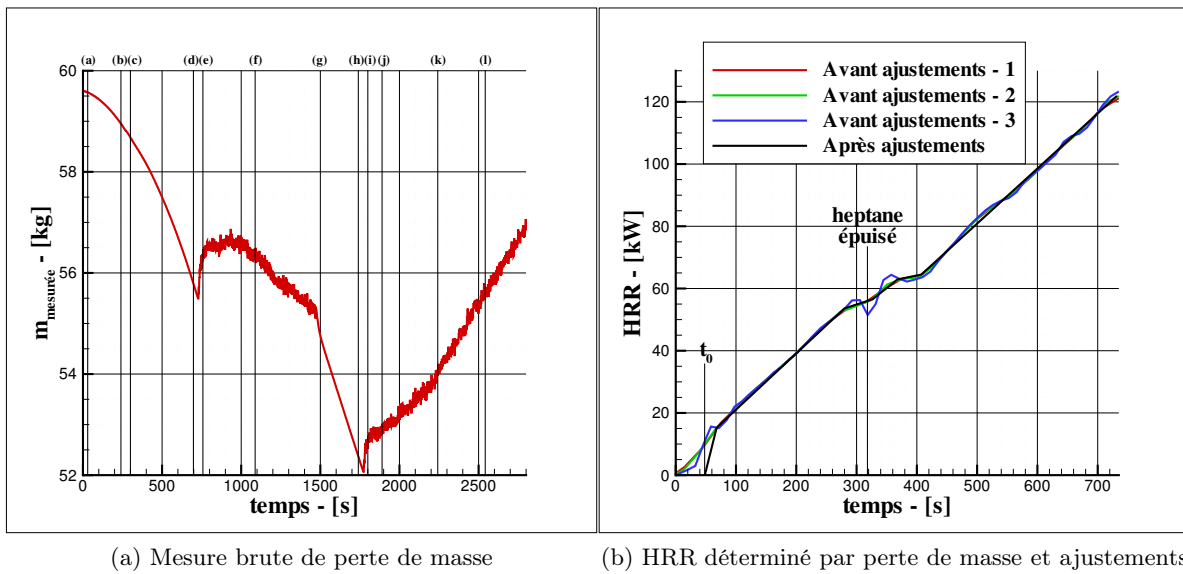 (a) (b) (c) (d) (e) (f) (g) (h) (i) (j) (k) (l)
60
58
56
54
52
m mesurée - [kg]
0 500 1000 1500 2000 2500
temps - [s]
(a) Mesure brute de perte de masse
Avant ajustements - 1
Avant ajustements - 2
Avant ajustements - 3
Après ajustements
120
100
80
60
40
20
0
HRR - [kW]
heptane
épuisé
t0
0 100 200 300 400 500 600 700
temps - [s]
(b) HRR déterminé par perte de masse et ajustements